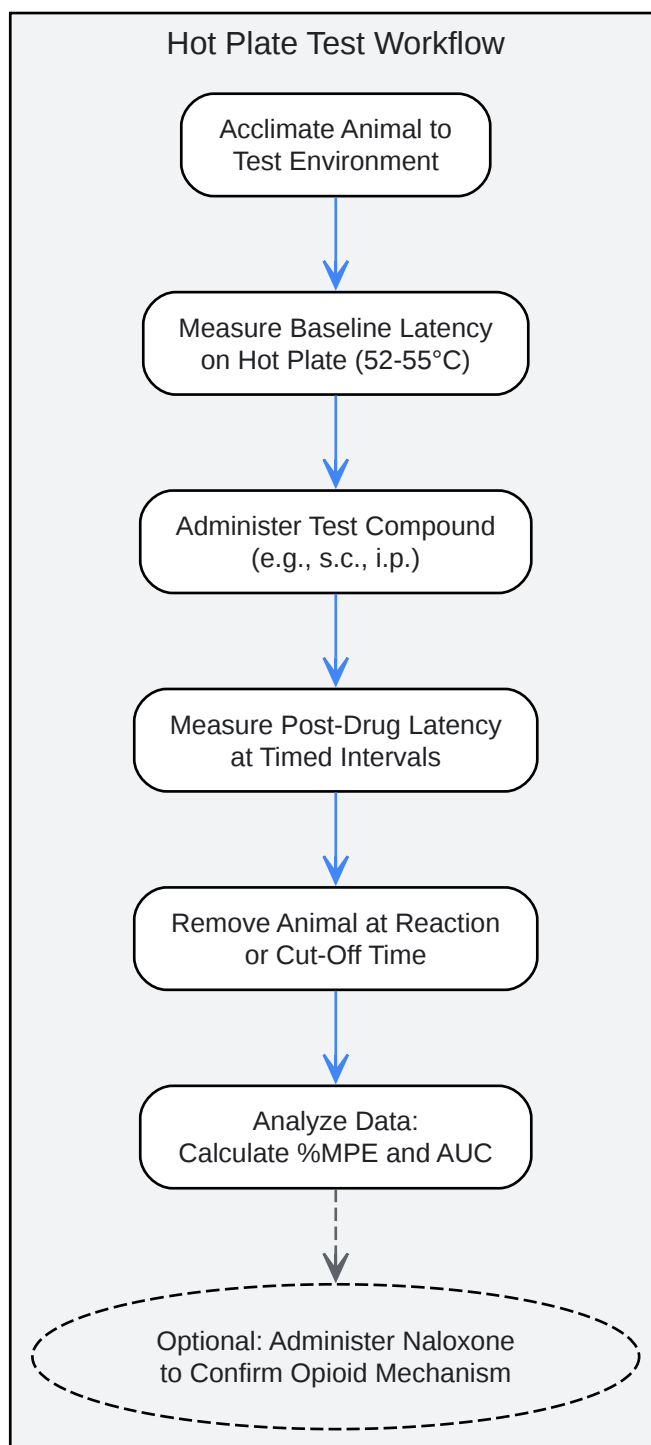 Hot Plate Test Workflow
Acclimate Animal to
Test Environment
Measure Baseline Latency
on Hot Plate (52-55°C)
Administer Test Compound
(e.g., s.c., i.p.)
Measure Post-Drug Latency
at Timed Intervals
Remove Animal at Reaction
or Cut-Off Time
Analyze Data:
Calculate %MPE and AUC
Optional: Administer Naloxone
to Confirm Opioid Mechanism